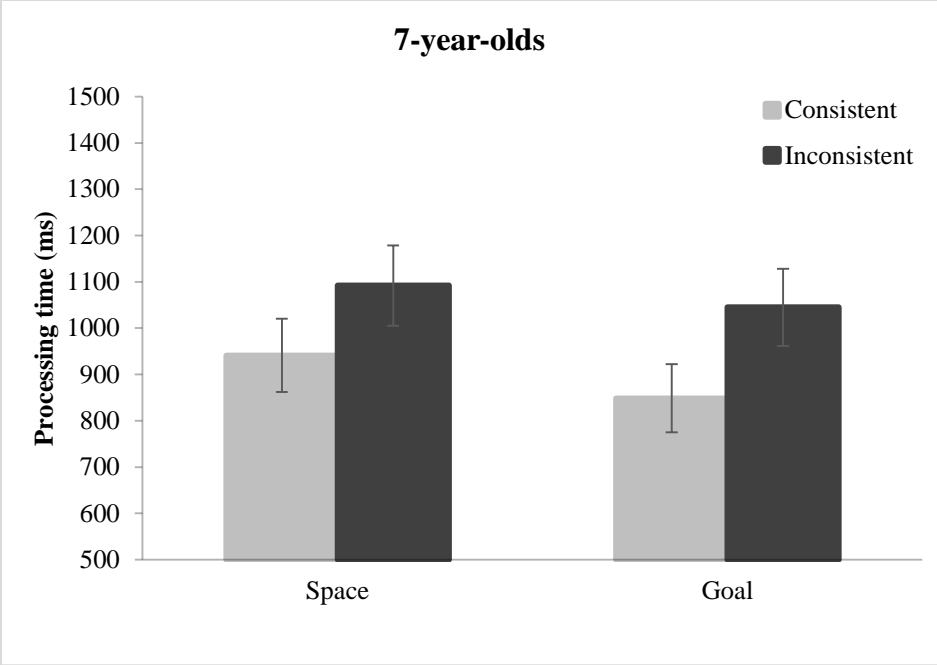 7-year-olds
1500
1400
1300
1200
1100
1000
900
800
700
600
500
Processing time (ms)
Consistent
Inconsistent
Space
Goal